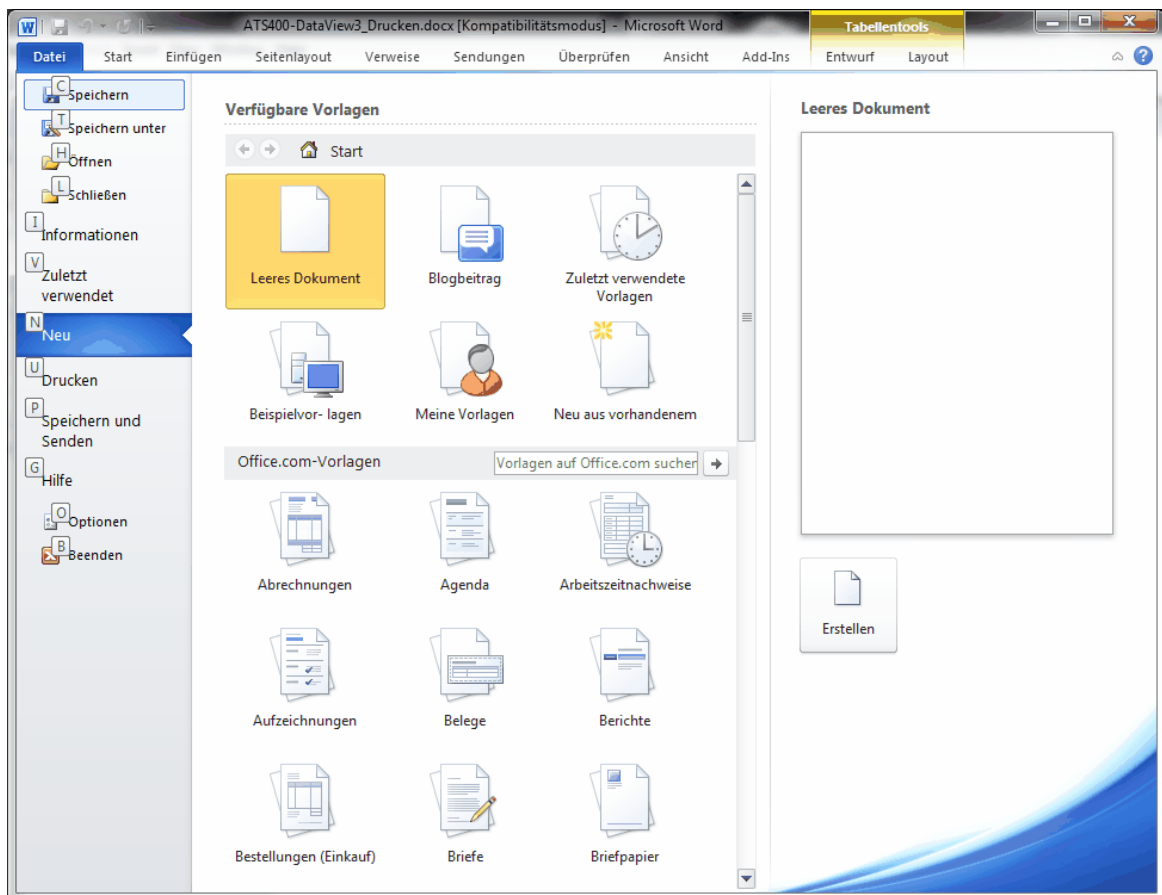 ATS400-DataView3_Drucken.docx [Kompatibilitätsmodus] - Microsoft Word
Tabellentools
Datei Start Einfügen Seitenlayout Verweise Sendungen Überprüfen Ansicht Add-Ins Entwurf Layout
C Speichern
T Speichern unter
H Öffnen
L Schließen
I Informationen
V Zuletzt
verwendet
N Neu
U Drucken
P Speichern und
Senden
G Hilfe
O Optionen
B Beenden
Verfügbare Vorlagen
Start
Leeres Dokument
Blogbeitrag
Zuletzt verwendete
Vorlagen
Beispielvor- lagen
Meine Vorlagen
Neu aus vorhandenem
Office.com-Vorlagen
Vorlagen auf Office.com sucher
Abrechnungen
Agenda
Arbeitszeitnachweise
Aufzeichnungen
Belege
Berichte
Bestellungen (Einkauf)
Briefe
Briefpapier
Leeres Dokument
Erstellen